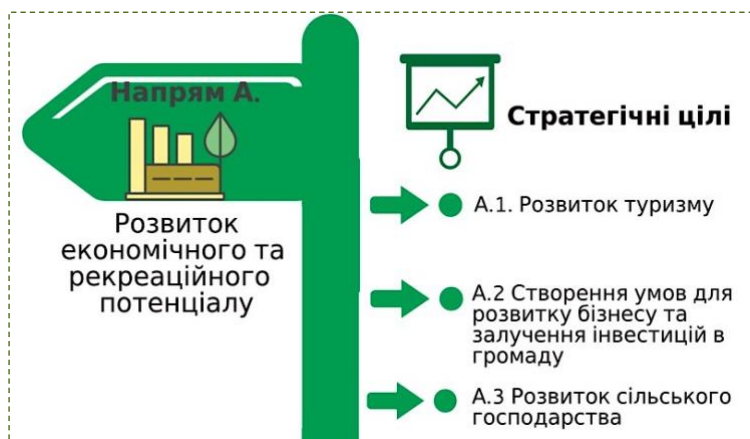 Напрям А.
Розвиток
економічного та
рекреаційного
потенціалу
Стратегічні цілі
А.1. Розвиток туризму
А.2 Створення умов для
розвитку бізнесу та
залучення інвестицій в
громаду
А.3 Розвиток сільського
господарства